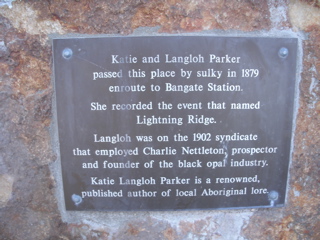 Katie and Langloh Parker
passed this place by sulky in 1879
enroute to Bangate Station.
She recorded the event that named
Lightning Ridge.
Langloh was on the 1902 syndicate
that employed Charlie Nettleton, prospector
and founder of the black opal industry.
Katie Langloh Parker is a renowned,
published author of local Aboriginal lore.